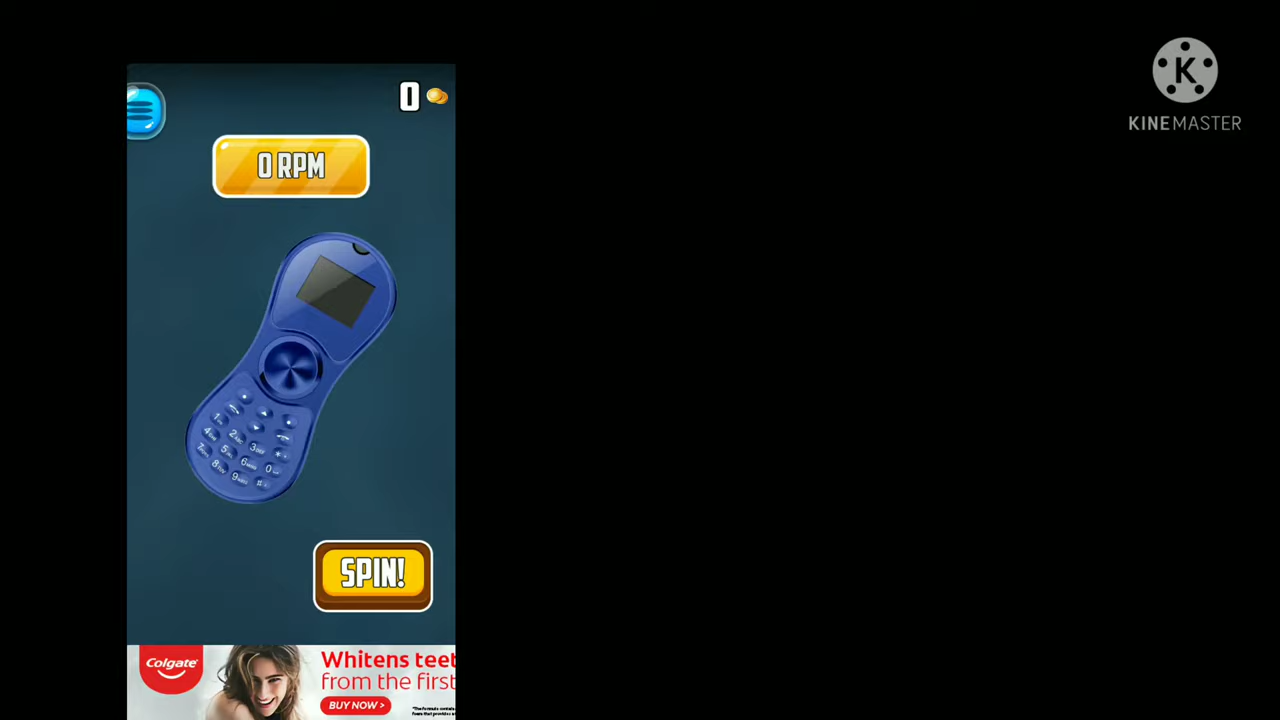 0
KINEMASTER
0 RPM
SPIN!
Colgate
Whitens teet
from the first
BUY NOW >